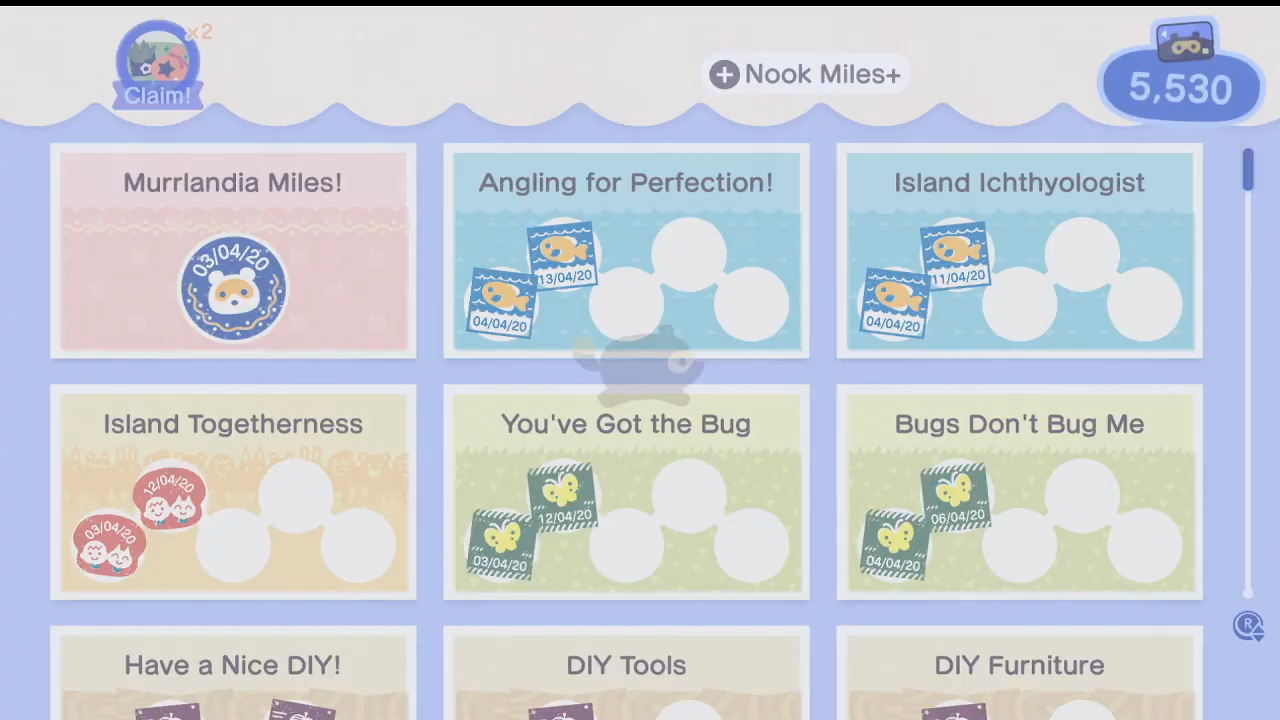 ×2
Claim!
Nook Miles+
5,530
Murrlandia Miles!
03/04/20
Angling for Perfection!
13/04/20
04/04/20
Island Ichthyologist
11/04/20
04/04/20
Island Togetherness
12/04/20
03/04/20
You've Got the Bug
12/04/20
03/04/20
Bugs Don't Bug Me
06/04/20
04/04/20
R
Have a Nice DIY!
DIY Tools
DIY Furniture